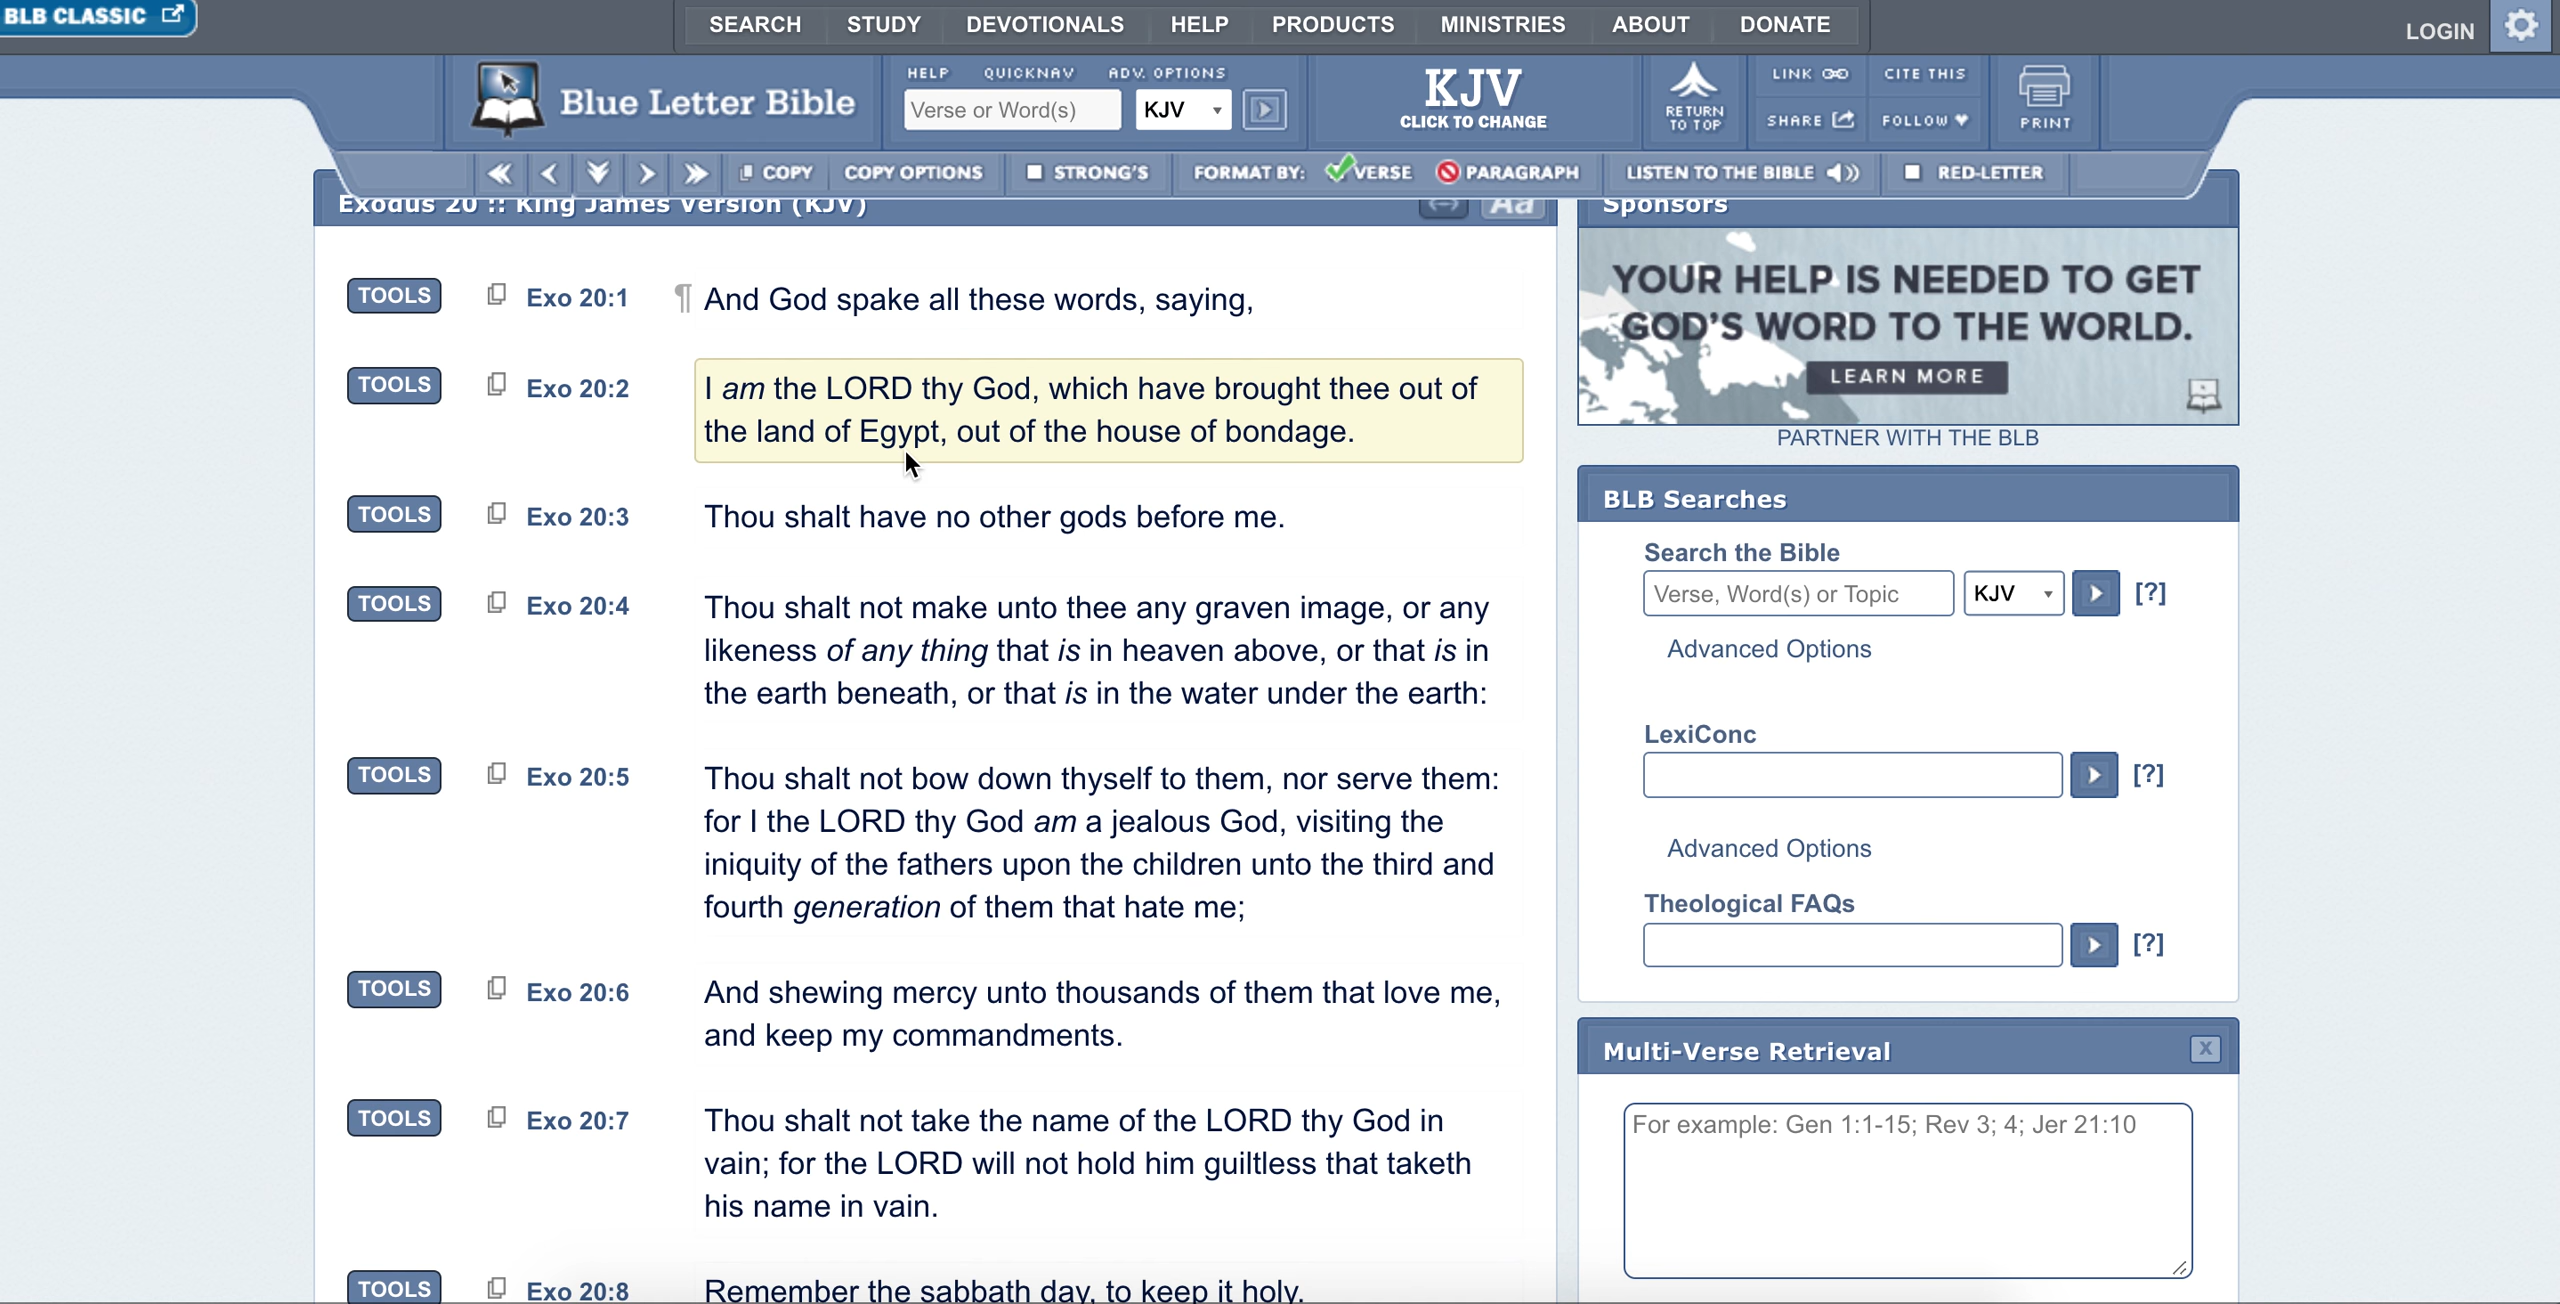 BLB CLASSIC
SEARCH STUDY DEVOTIONALS HELP PRODUCTS MINISTRIES ABOUT DONATE
LOGIN
Blue Letter Bible
HELP QUICKNAV ADV. OPTIONS
Verse or Word(s) KJV
KJV
CLICK TO CHANGE
RETURN
TO TOP
LINK CITE THIS
SHARE FOLLOW
PRINT
COPY COPY OPTIONS STRONG'S FORMAT BY: VERSE PARAGRAPH LISTEN TO THE BIBLE RED-LETTER
Exodus 20 :: King James Version (KJV)
Aa
TOOLS Exo 20:1 ¶ And God spake all these words, saying,
TOOLS Exo 20:2 I am the LORD thy God, which have brought thee out of
the land of Egypt, out of the house of bondage.
TOOLS Exo 20:3 Thou shalt have no other gods before me.
TOOLS Exo 20:4 Thou shalt not make unto thee any graven image, or any
likeness of any thing that is in heaven above, or that is in
the earth beneath, or that is in the water under the earth:
TOOLS Exo 20:5 Thou shalt not bow down thyself to them, nor serve them:
for I the LORD thy God am a jealous God, visiting the
iniquity of the fathers upon the children unto the third and
fourth generation of them that hate me;
TOOLS Exo 20:6 And shewing mercy unto thousands of them that love me,
and keep my commandments.
TOOLS Exo 20:7 Thou shalt not take the name of the LORD thy God in
vain; for the LORD will not hold him guiltless that taketh
his name in vain.
TOOLS Exo 20:8 Remember the sabbath day, to keep it holy.
Sponsors
YOUR HELP IS NEEDED TO GET
GOD'S WORD TO THE WORLD.
LEARN MORE
PARTNER WITH THE BLB
BLB Searches
Search the Bible
Verse, Word(s) or Topic KJV [?]
Advanced Options
LexiConc
[?]
Advanced Options
Theological FAQs
[?]
Multi-Verse Retrieval X
For example: Gen 1:1-15; Rev 3; 4; Jer 21:10